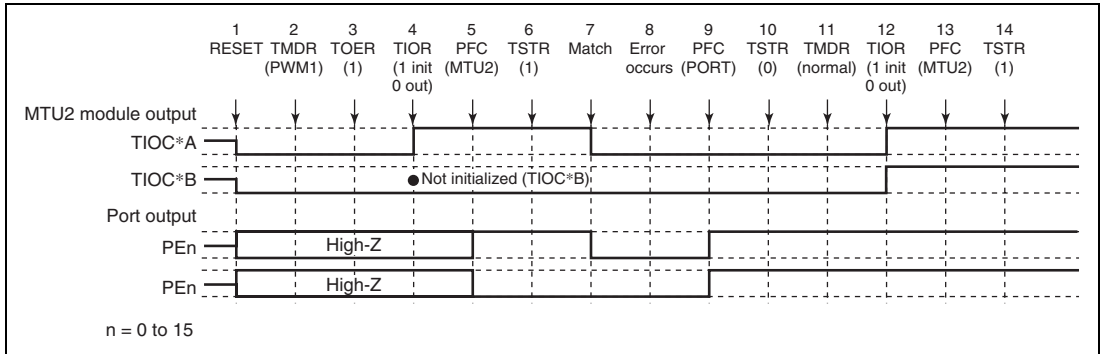 1 2 3 4 5 6 7 8 9 10 11 12 13 14
RESET TMDR TOER TIOR PFC TSTR Match Error PFC TSTR TMDR TIOR PFC TSTR
(PWM1) (1) (1 init (MTU2) (1) occurs (PORT) (0) (normal) (1 init (MTU2) (1)
0 out) 0 out)
MTU2 module output
TIOC*A
TIOC*B ●Not initialized (TIOC*B)
Port output
PEn High-Z
PEn High-Z
n = 0 to 15